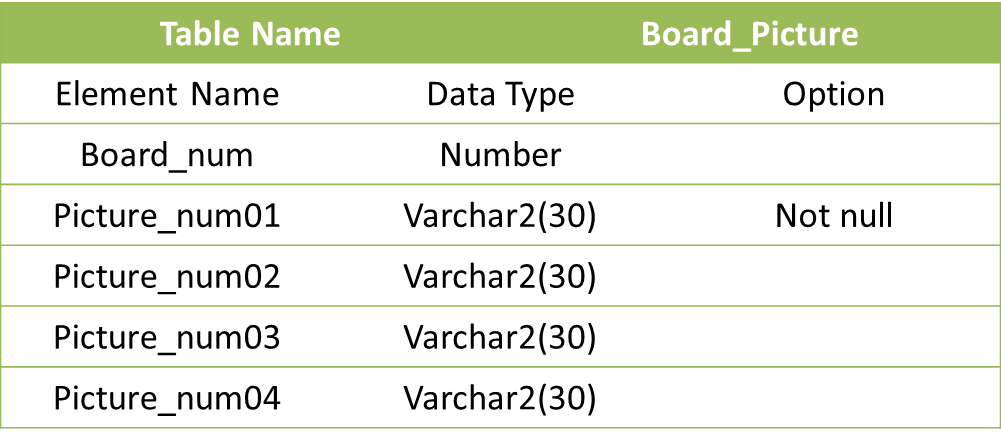 Table Name Board_Picture
Element Name Data Type Option
Board_num Number
Picture_num01 Varchar2(30) Not null
Picture_num02 Varchar2(30)
Picture_num03 Varchar2(30)
Picture_num04 Varchar2(30)